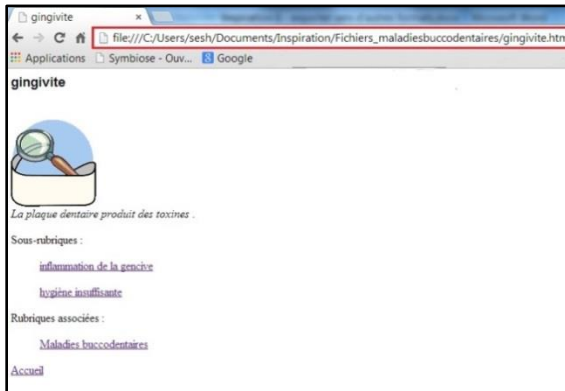 gingivite
file:///C:/Users/sesh/Documents/Inspiration/Fichiers_maladiesbuccodentaires/gingivite.htm
Applications Symbiose - Ouv... Google
gingivite
La plaque dentaire produit des toxines .
Sous-rubriques :
inflammation de la gencive
hygiène insuffisante
Rubriques associées :
Maladies buccodentaires
Accueil